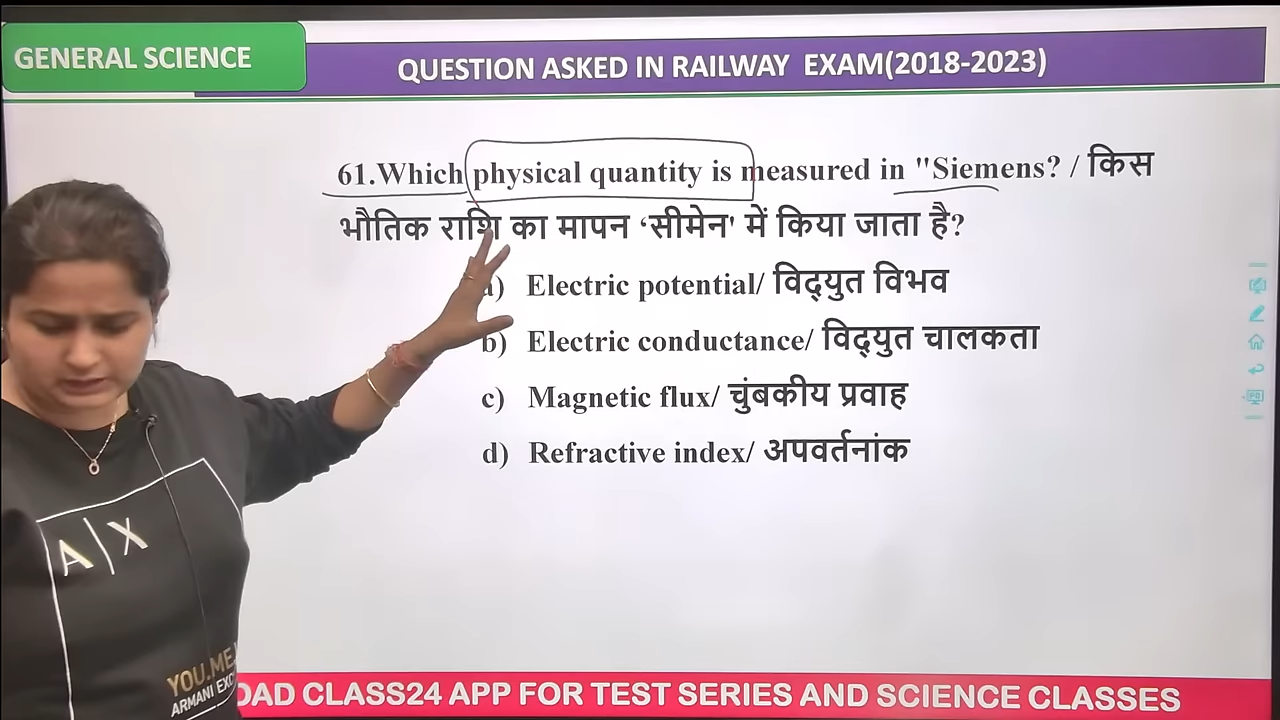 GENERAL SCIENCE
QUESTION ASKED IN RAILWAY EXAM(2018-2023)
61.Which physical quantity is measured in "Siemens? / किस
भौतिक राशि का मापन ‘सीमेन' में किया जाता है?
a) Electric potential/ विद्युत विभव
b) Electric conductance/ विद्युत चालकता
c) Magnetic flux/ चुंबकीय प्रवाह
d) Refractive index/ अपवर्तनांक
A|X
YOU.ME
ARMANI EXC
OAD CLASS24 APP FOR TEST SERIES AND SCIENCE CLASSES